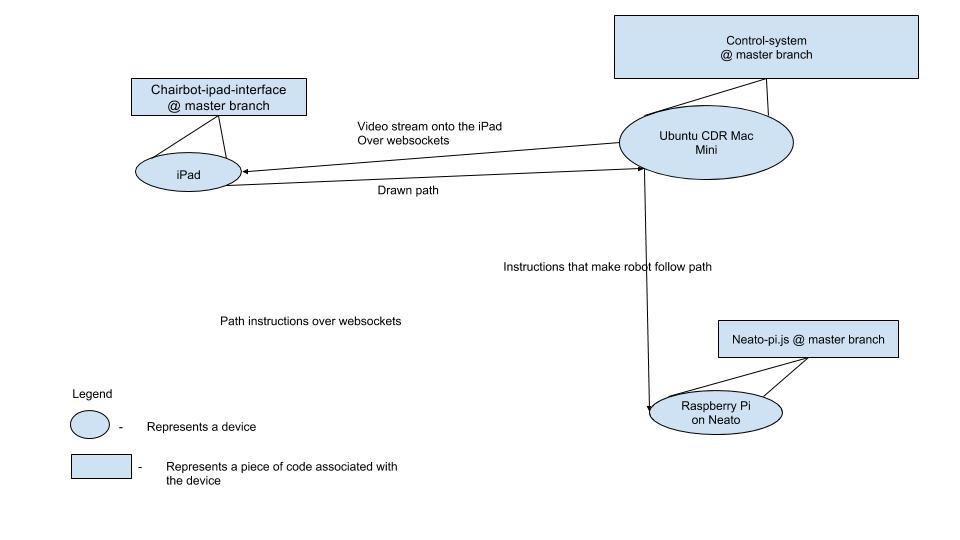 Control-system
@ master branch
Chairbot-ipad-interface
@ master branch
Video stream onto the iPad
Over websockets
Ubuntu CDR Mac
Mini
iPad
Drawn path
Instructions that make robot follow path
Path instructions over websockets
Neato-pi.js @ master branch
Raspberry Pi
on Neato
Legend
- Represents a device
- Represents a piece of code associated with
the device